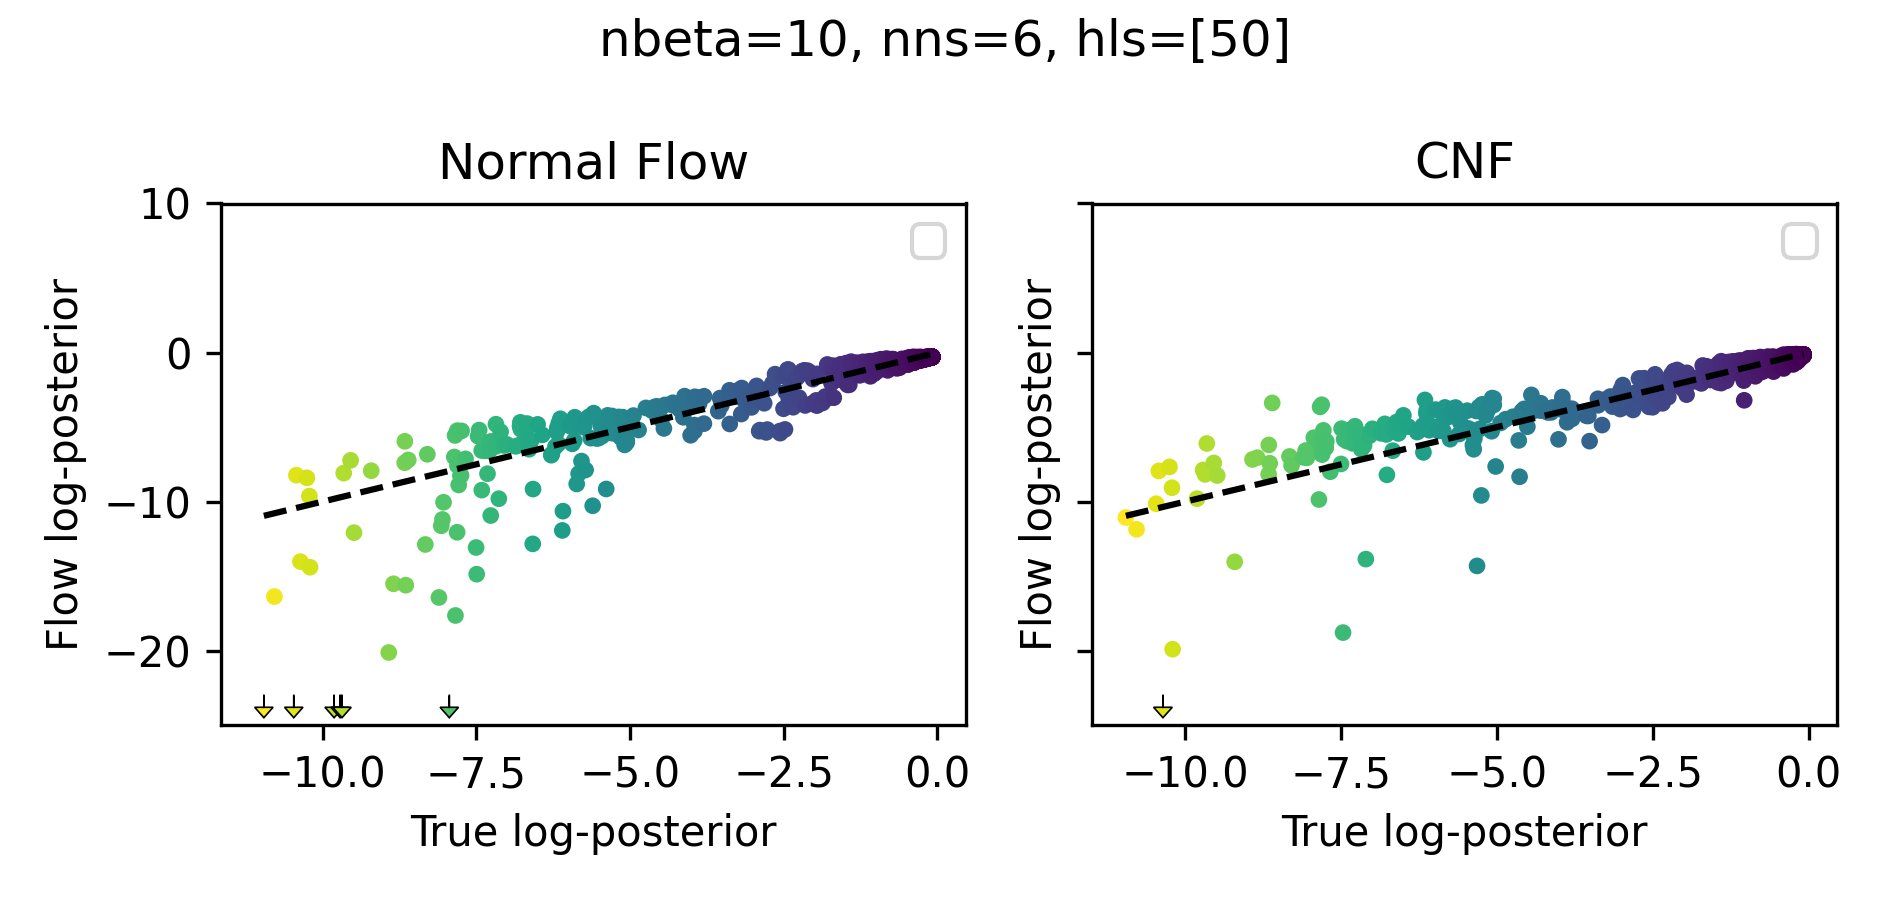 nbeta=10, nns=6, hls=[50]
Normal Flow
CNF
10
0
−10
−20
Flow log-posterior
Flow log-posterior
−10.0 −7.5 −5.0 −2.5 0.0
−10.0 −7.5 −5.0 −2.5 0.0
True log-posterior
True log-posterior